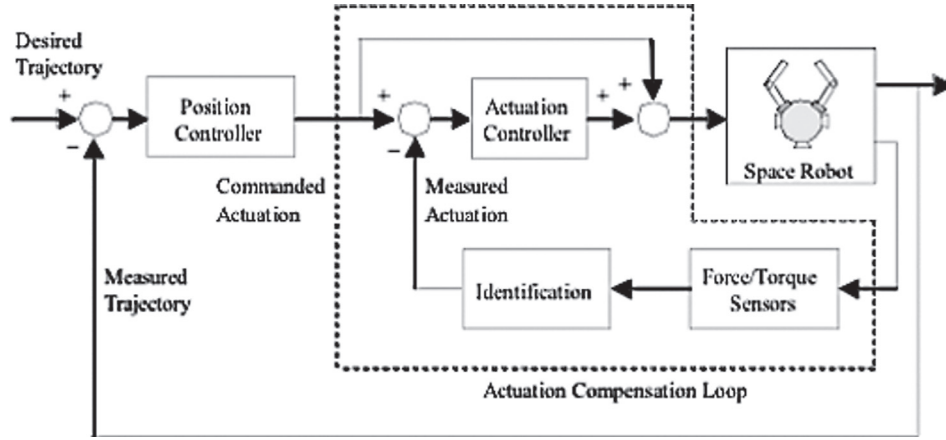 Desired
Trajectory
+
−
Position
Controller
Commanded
Actuation
+
−
Actuation
Controller
+
+
Measured
Actuation
Space Robot
Measured
Trajectory
Identification
Force/Torque
Sensors
Actuation Compensation Loop